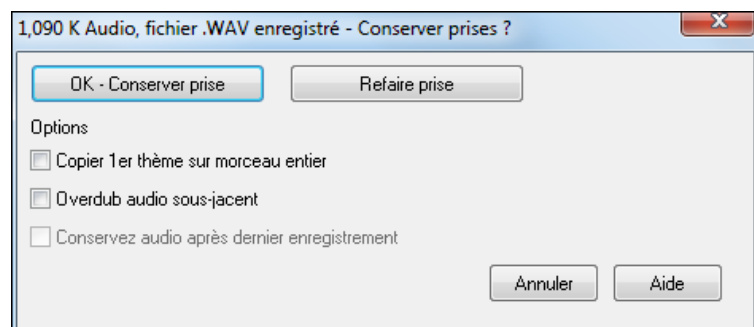 1,090 K Audio, fichier .WAV enregistré - Conserver prises ?
OK - Conserver prise Refaire prise
Options
Copier 1er thème sur morceau entier
Overdub audio sous-jacent
Conservez audio après dernier enregistrement
Annuler Aide